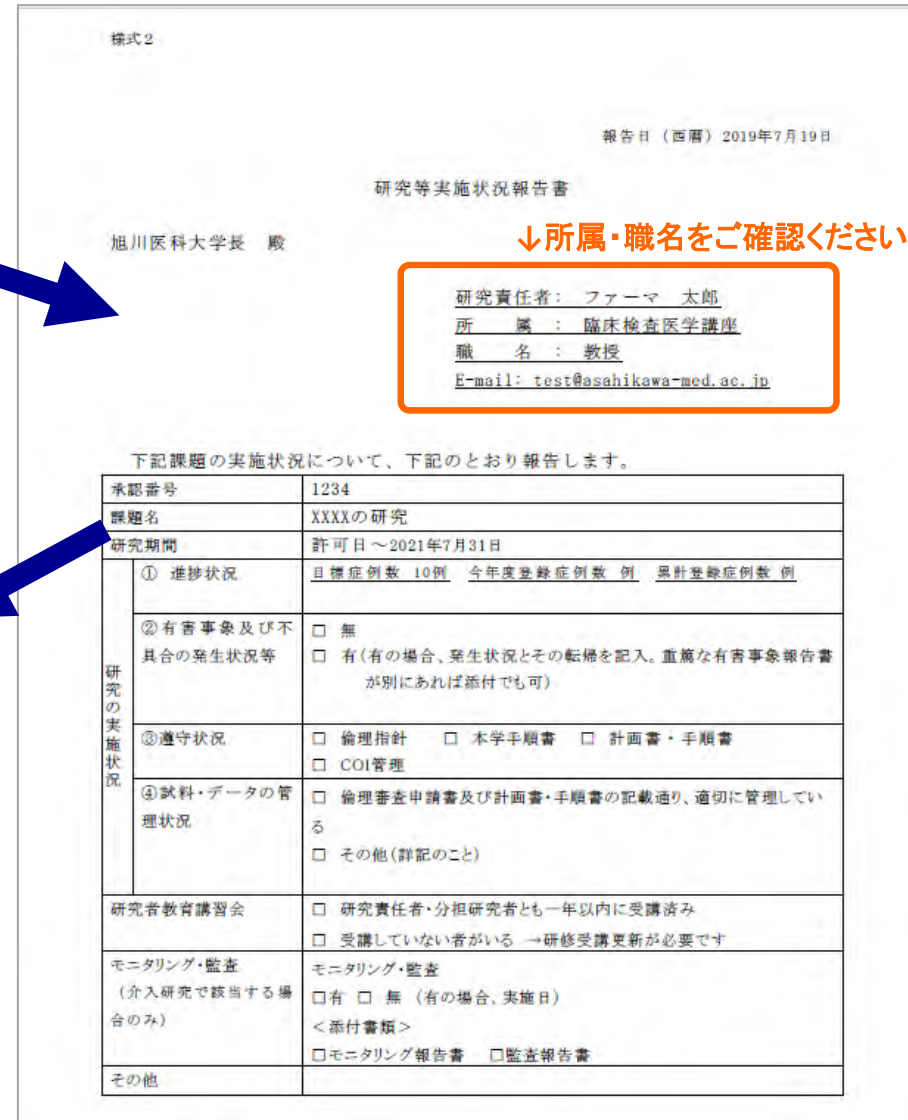 様式2
報告日（西暦）2019年7月19日
研究等実施状況報告書
旭川医科大学長　殿
↓所属・職名をご確認ください
研究責任者：　ファーマ　太郎
所　　属　：　臨床検査医学講座
職　　名　：　教授
E-mail: test@asahikawa-med.ac.jp
下記課題の実施状況について、下記のとおり報告します。
承認番号　1234
課題名　XXXXの研究
研究期間　許可日～2021年7月31日
研究の実施状況
①　進捗状況　目標症例数　10例　今年度登録症例数　例　累計登録症例数　例
②有害事象及び不具合の発生状況等
□　無
□　有（有の場合、発生状況とその転帰を記入。重篤な有害事象報告書
が別にあれば添付でも可）
③遵守状況
□　倫理指針　　□　本学手順書　□　計画書・手順書
□　COI管理
④試料・データの管理状況
□　倫理審査申請書及び計画書・手順書の記載通り、適切に管理してい
る
□　その他（詳記のこと）
研究者教育講習会
□　研究責任者・分担研究者とも一年以内に受講済み
□　受講していない者がいる　→研修受講更新が必要です
モニタリング・監査
（介入研究で該当する場合のみ）
モニタリング・監査
□有　□　無　（有の場合、実施日）
＜添付書類＞
□モニタリング報告書　□監査報告書
その他